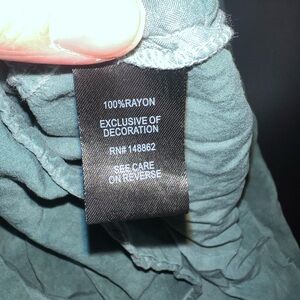 100%RAYON
EXCLUSIVE OF
DECORATION
RN#148862
SEE CARE
ON REVERSE